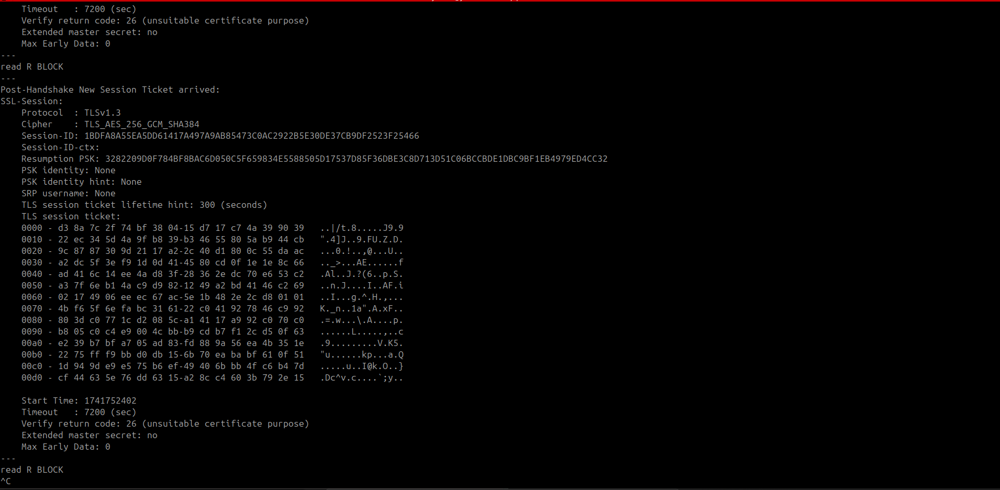 Timeout   : 7200 (sec)
    Verify return code: 26 (unsuitable certificate purpose)
    Extended master secret: no
    Max Early Data: 0
---
read R BLOCK
---
Post-Handshake New Session Ticket arrived:
SSL-Session:
    Protocol  : TLSv1.3
    Cipher    : TLS_AES_256_GCM_SHA384
    Session-ID: 1BDFA8A55EA5DD61417A497A9AB85473C0AC2922B5E30DE37CB9DF2523F25466
    Session-ID-ctx:
    Resumption PSK: 3282209D0F784BF8BAC6D050C5F659834E5588505D17537D85F36DBE3C8D713D51C06BCCBDE1DBC9BF1EB4979ED4CC32
    PSK identity: None
    PSK identity hint: None
    SRP username: None
    TLS session ticket lifetime hint: 300 (seconds)
    TLS session ticket:
    0000 - d3 8a 7c 2f 74 bf 38 04-15 d7 17 c7 4a 39 90 39   ..|/t.8.....J9.9
    0010 - 22 ec 34 5d 4a 9f b8 39-b3 46 55 80 5a b9 44 cb   ".4]J..9.FU.Z.D.
    0020 - 9c 87 87 30 9d 21 17 a2-2c 40 d1 80 0c 55 da ac   ...0.!..,@...U..
    0030 - a2 dc 5f 3e f9 1d 0d 41-45 80 cd 0f 1e 1e 8c 66   .._>...AE......f
    0040 - ad 41 6c 14 ee 4a d8 3f-28 36 2e dc 70 e6 53 c2   .Al..J.?(6..p.S.
    0050 - a3 7f 6e b1 4a c9 d9 82-12 49 a2 bd 41 46 c2 69   ..n.J....I..AF.i
    0060 - 02 17 49 06 ee ec 67 ac-5e 1b 48 2e 2c d8 01 01   ..I...g.^.H.,...
    0070 - 4b f6 5f 6e fa bc 31 61-22 c0 41 92 78 46 c9 92   K._n..1a".A.xF..
    0080 - 80 3d c0 77 1c d2 08 5c-a1 41 17 a9 92 c0 70 c0   .=.w...\.A....p.
    0090 - b8 05 c0 c4 e9 00 4c bb-b9 cd b7 f1 2c d5 0f 63   ......L.....,..c
    00a0 - e2 39 b7 bf a7 05 ad 83-fd 88 9a 56 ea 4b 35 1e   .9.........V.K5.
    00b0 - 22 75 ff f9 bb d0 db 15-6b 70 ea ba bf 61 0f 51   "u......kp...a.Q
    00c0 - 1d 94 9d e9 e5 75 b6 ef-49 40 6b bb 4f c6 b4 7d   .....u..I@k.O..}
    00d0 - cf 44 63 5e 76 dd 63 15-a2 8c c4 60 3b 79 2e 15   .Dc^v.c....`;y..

    Start Time: 1741752402
    Timeout   : 7200 (sec)
    Verify return code: 26 (unsuitable certificate purpose)
    Extended master secret: no
    Max Early Data: 0
---
read R BLOCK
^C